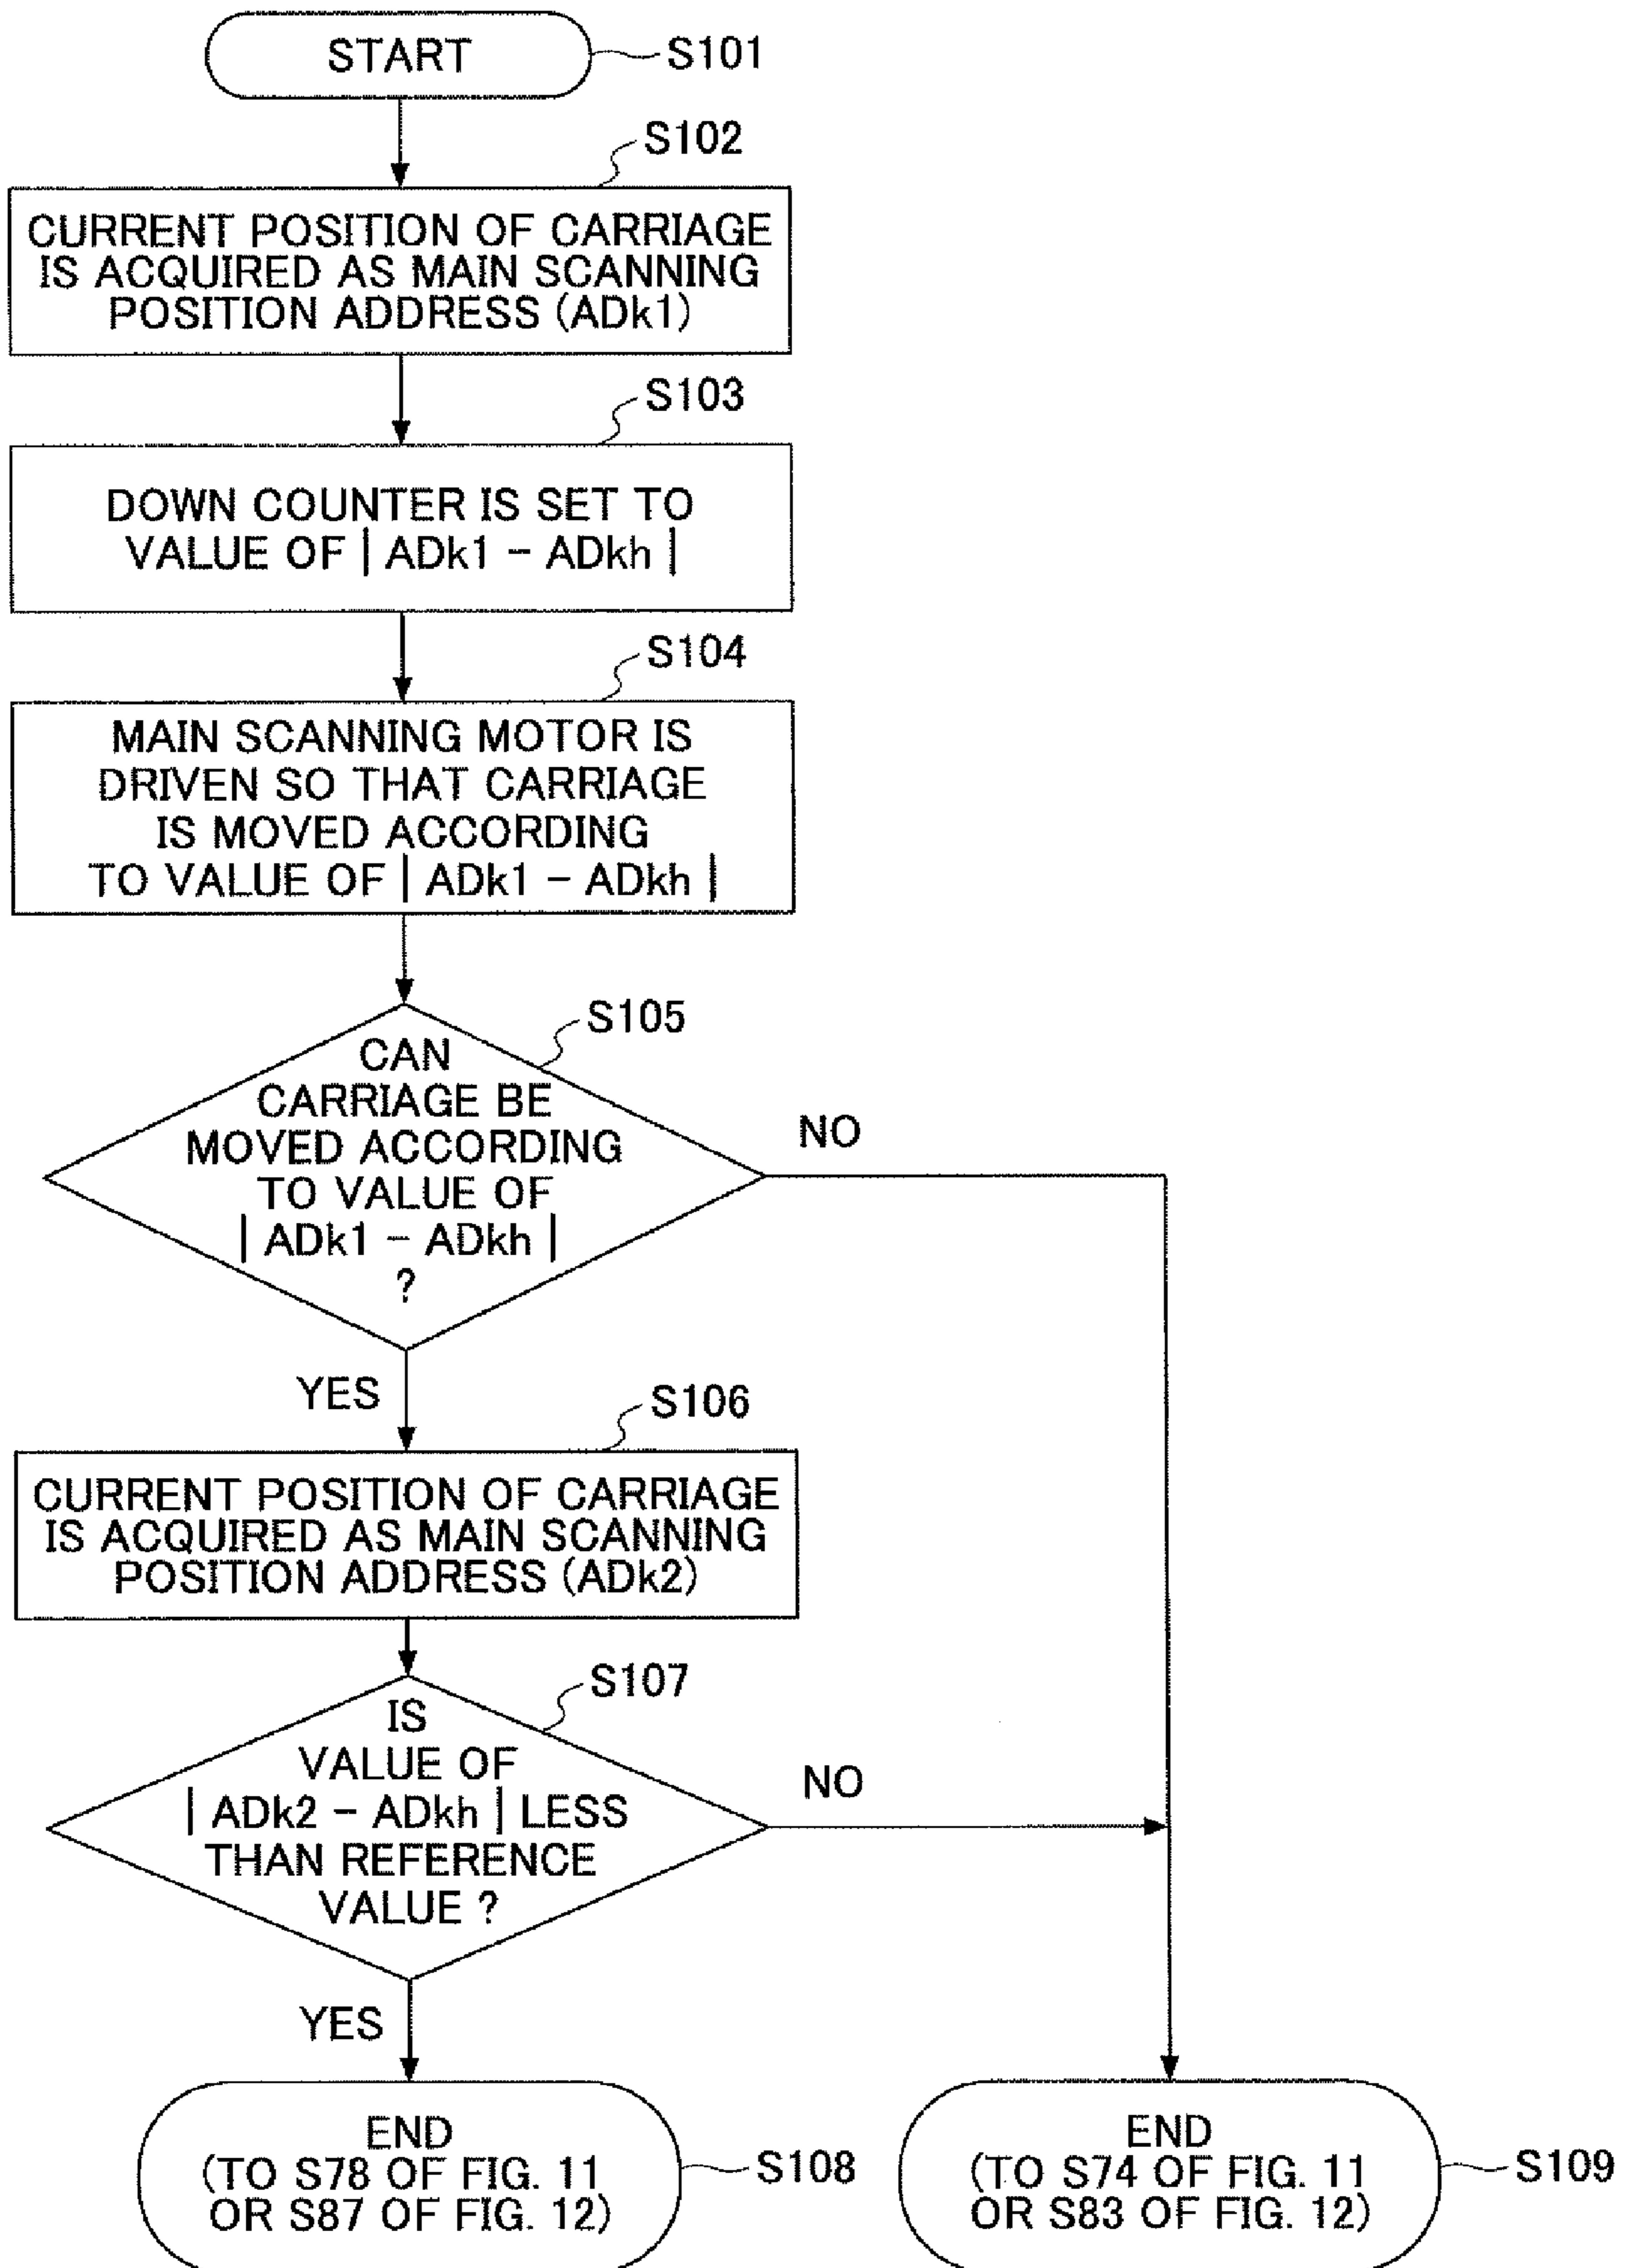 START
S101
S102
CURRENT POSITION OF CARRIAGE
IS ACQUIRED AS MAIN SCANNING
POSITION ADDRESS (ADk1)
S103
DOWN COUNTER IS SET TO
VALUE OF | ADk1 - ADkh |
S104
MAIN SCANNING MOTOR IS
DRIVEN SO THAT CARRIAGE
IS MOVED ACCORDING
TO VALUE OF | ADk1 - ADkh |
S105
CAN
CARRIAGE BE
MOVED ACCORDING
TO VALUE OF
| ADk1 - ADkh |
?
NO
YES
S106
CURRENT POSITION OF CARRIAGE
IS ACQUIRED AS MAIN SCANNING
POSITION ADDRESS (ADk2)
S107
IS
VALUE OF
| ADk2 - ADkh | LESS
THAN REFERENCE
VALUE ?
NO
YES
END
(TO S78 OF FIG. 11
OR S87 OF FIG. 12)
S108
END
(TO S74 OF FIG. 11
OR S83 OF FIG. 12)
S109